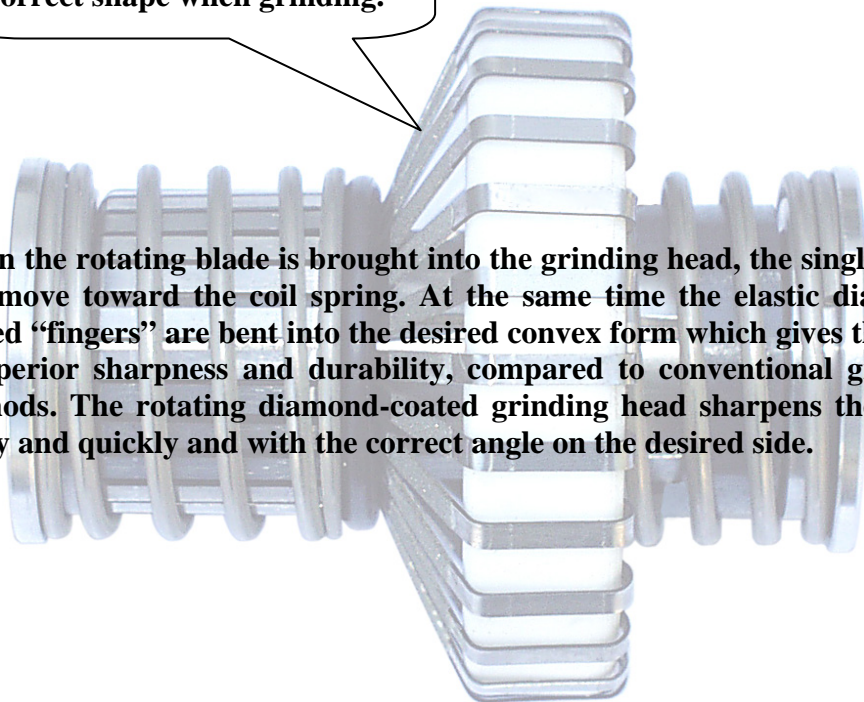 orrect shape when grinding.
n the rotating blade is brought into the grinding head, the singl
move toward the coil spring. At the same time the elastic dia
ed “fingers” are bent into the desired convex form which gives t
perior sharpness and durability, compared to conventional g
ods. The rotating diamond-coated grinding head sharpens the
y and quickly and with the correct angle on the desired side.